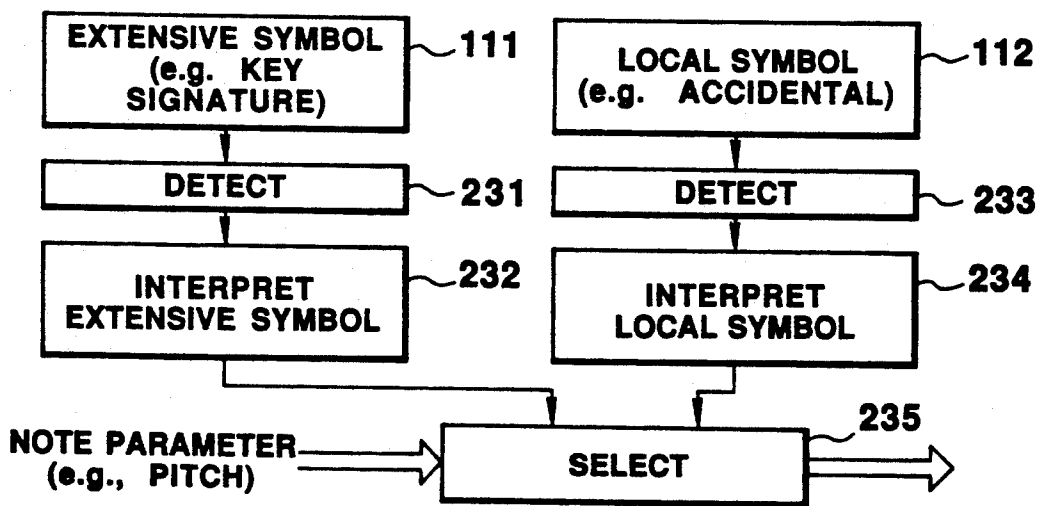 EXTENSIVE SYMBOL
(e.g. KEY
SIGNATURE)
111
LOCAL SYMBOL
(e.g. ACCIDENTAL)
112
DETECT
231
DETECT
233
INTERPRET
EXTENSIVE SYMBOL
232
INTERPRET
LOCAL SYMBOL
234
NOTE PARAMETER
(e.g., PITCH)
SELECT
235